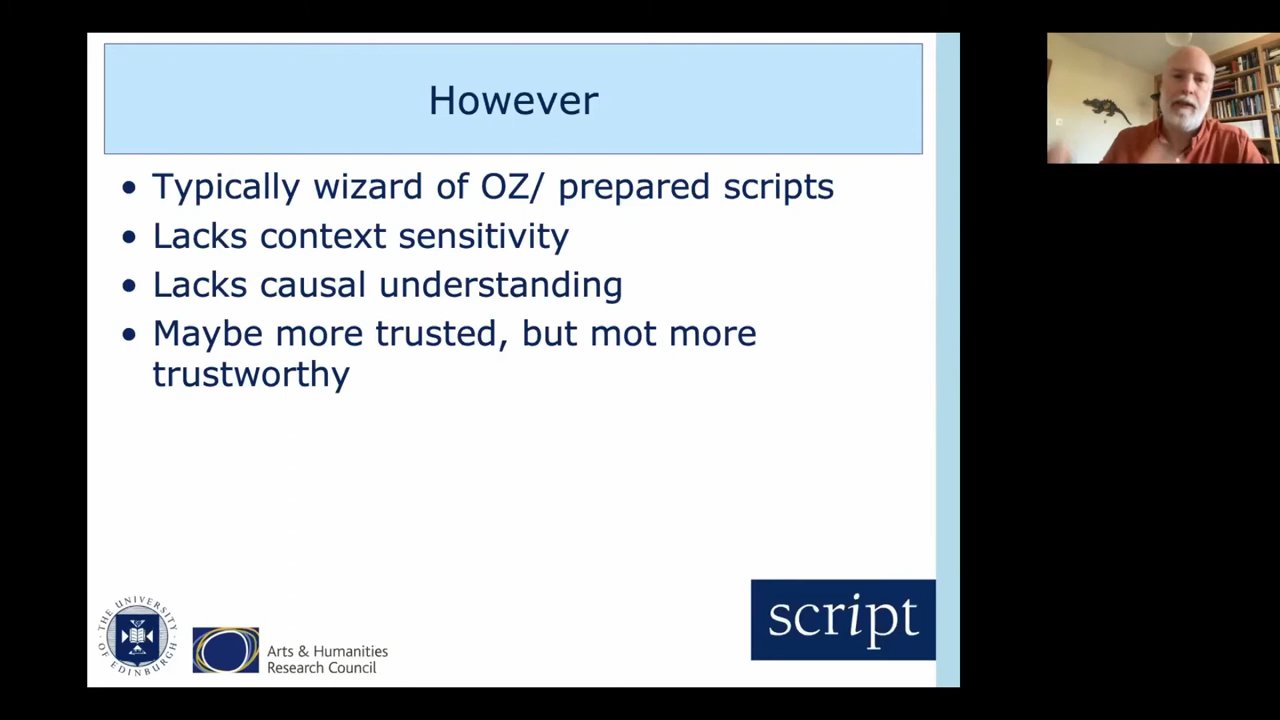 However
• Typically wizard of OZ/ prepared scripts
• Lacks context sensitivity
• Lacks causal understanding
• Maybe more trusted, but mot more
trustworthy
THE UNIVERSITY OF EDINBURGH
Arts & Humanities
Research Council
script